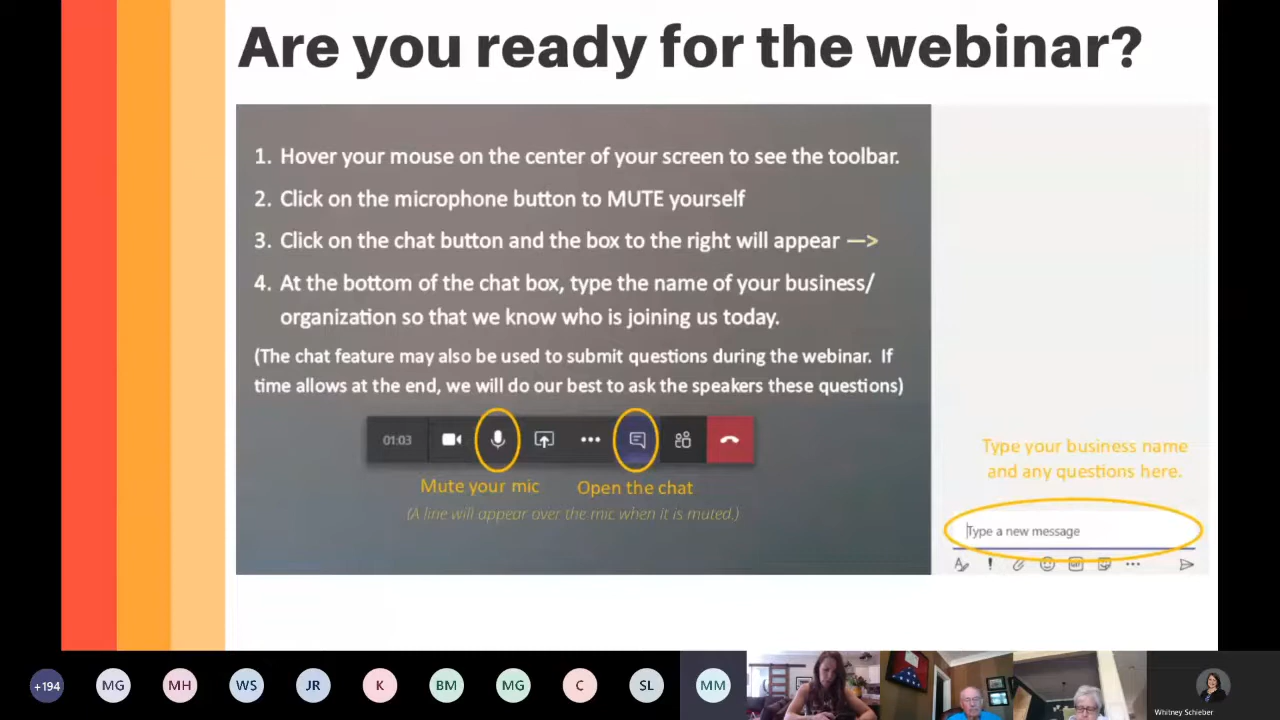 Are you ready for the webinar?
1. Hover your mouse on the center of your screen to see the toolbar.
2. Click on the microphone button to MUTE yourself
3. Click on the chat button and the box to the right will appear —>
4. At the bottom of the chat box, type the name of your business/
organization so that we know who is joining us today.
(The chat feature may also be used to submit questions during the webinar. If
time allows at the end, we will do our best to ask the speakers these questions)
01:03
Mute your mic Open the chat
(A line will appear over the mic when it is muted.)
Type your business name
and any questions here.
Type a new message
GIF
+194 MG MH WS JR K BM MG C SL MM
Whitney Schieber